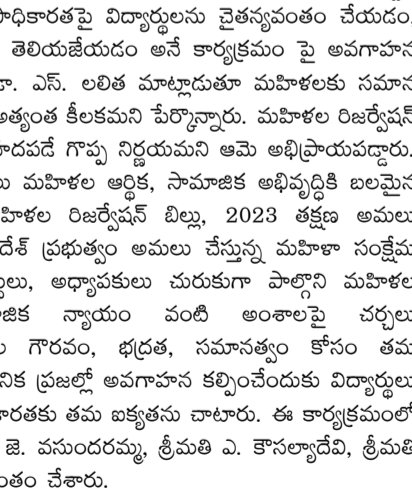 సాధికారతపై విద్యార్థులను చైతన్యవంతం చేయడం,
తెలియజేయడం అనే కార్యక్రమం పై అవగాహన
డా. ఎస్. లలిత మాట్లాడుతూ మహిళలకు సమాన
అత్యంత కీలకమని పేర్కొన్నారు. మహిళల రిజర్వేషన్
గొప్ప నిర్ణయమని ఆమె అభిప్రాయపడ్డారు.
మహిళల ఆర్థిక, సామాజిక అభివృద్ధికి బలమైన
మహిళల రిజర్వేషన్ బిల్లు, 2023 తక్షణ అమలు
ప్రభుత్వం అమలు చేస్తున్న మహిళా సంక్షేమ
అధ్యాపకులు చురుకుగా పాల్గొని మహిళల
న్యాయం వంటి అంశాలపై చర్చలు
గౌరవం, భద్రత, సమానత్వం కోసం తమ
ప్రజల్లో అవగాహన కల్పించేందుకు విద్యార్థులు
తమ ఐక్యతను చాటారు. ఈ కార్యక్రమంలో
జె. వసుందరమ్మ, శ్రీమతి ఎ. కౌసల్యాదేవి, శ్రీమతి
చేశారు.